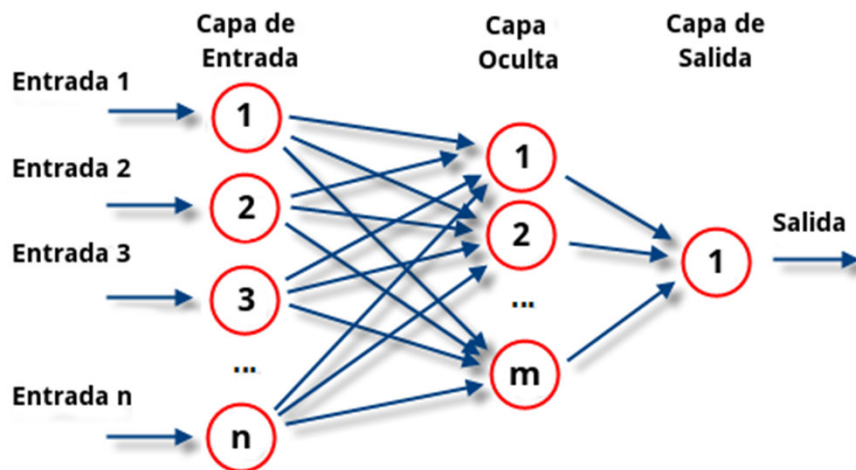 Capa de
Entrada
Capa
Oculta
Capa de
Salida
Entrada 1
1
Entrada 2
2
Entrada 3
3
...
Entrada n
n
1
2
...
m
1
Salida